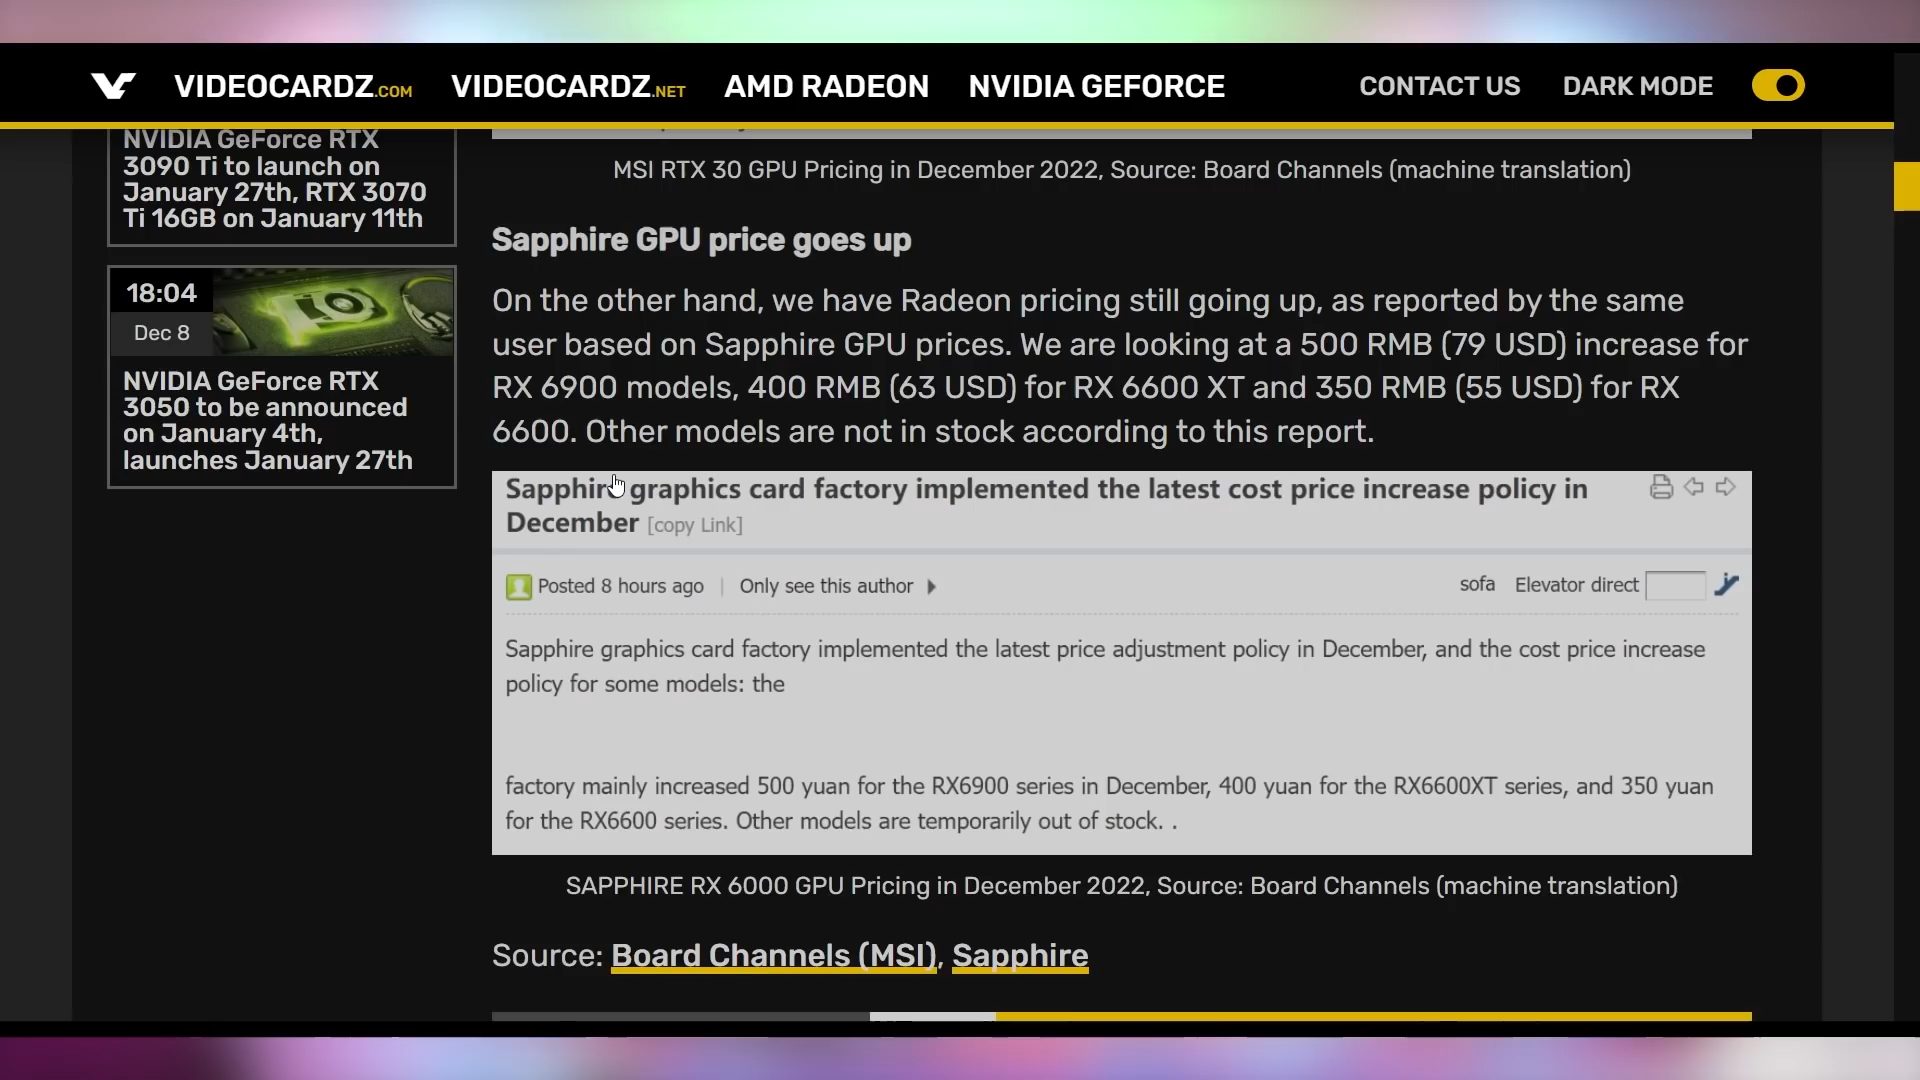 VIDEOCARDZ.COM VIDEOCARDZ.NET AMD RADEON NVIDIA GEFORCE CONTACT US DARK MODE
NVIDIA GeForce RTX
3090 Ti to launch on
January 27th, RTX 3070
Ti 16GB on January 11th
18:04
Dec 8
NVIDIA GeForce RTX
3050 to be announced
on January 4th,
launches January 27th
MSI RTX 30 GPU Pricing in December 2022, Source: Board Channels (machine translation)
Sapphire GPU price goes up
On the other hand, we have Radeon pricing still going up, as reported by the same
user based on Sapphire GPU prices. We are looking at a 500 RMB (79 USD) increase for
RX 6900 models, 400 RMB (63 USD) for RX 6600 XT and 350 RMB (55 USD) for RX
6600. Other models are not in stock according to this report.
Sapphire graphics card factory implemented the latest cost price increase policy in
December [copy Link]
Posted 8 hours ago | Only see this author
sofa Elevator direct
Sapphire graphics card factory implemented the latest price adjustment policy in December, and the cost price increase
policy for some models: the
factory mainly increased 500 yuan for the RX6900 series in December, 400 yuan for the RX6600XT series, and 350 yuan
for the RX6600 series. Other models are temporarily out of stock. .
SAPPHIRE RX 6000 GPU Pricing in December 2022, Source: Board Channels (machine translation)
Source: Board Channels (MSI), Sapphire